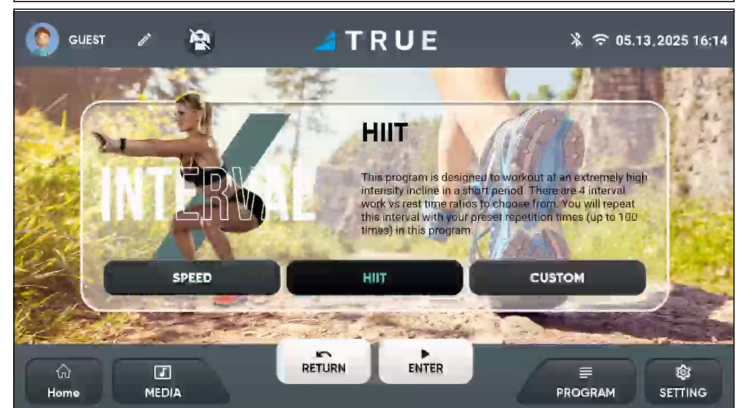 GUEST
TRUE
05.13.2025 16:14
INTERVAL
HIIT
This program is designed to workout at an extremely high
intensity incline in a short period. There are 4 interval
work vs rest time ratios to choose from. You will repeat
this interval with your preset repetition times (up to 100
times) in this program.
SPEED
HIIT
CUSTOM
RETURN
ENTER
Home
MEDIA
PROGRAM
SETTING